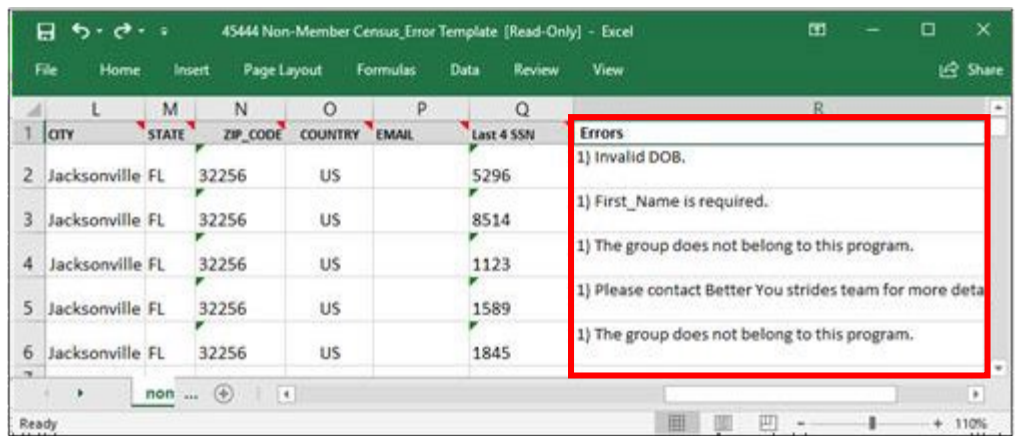 45444 Non-Member Census_Error Template [Read-Only] - Excel
File Home Insert Page Layout Formulas Data Review View Share
L M N O P Q R
1 CITY STATE ZIP_CODE COUNTRY EMAIL Last 4 SSN Errors
2 Jacksonville FL 32256 US 5296 1) Invalid DOB.
3 Jacksonville FL 32256 US 8514 1) First_Name is required.
4 Jacksonville FL 32256 US 1123 1) The group does not belong to this program.
5 Jacksonville FL 32256 US 1589 1) Please contact Better You strides team for more deta
6 Jacksonville FL 32256 US 1845 1) The group does not belong to this program.
non ...
Ready 110%